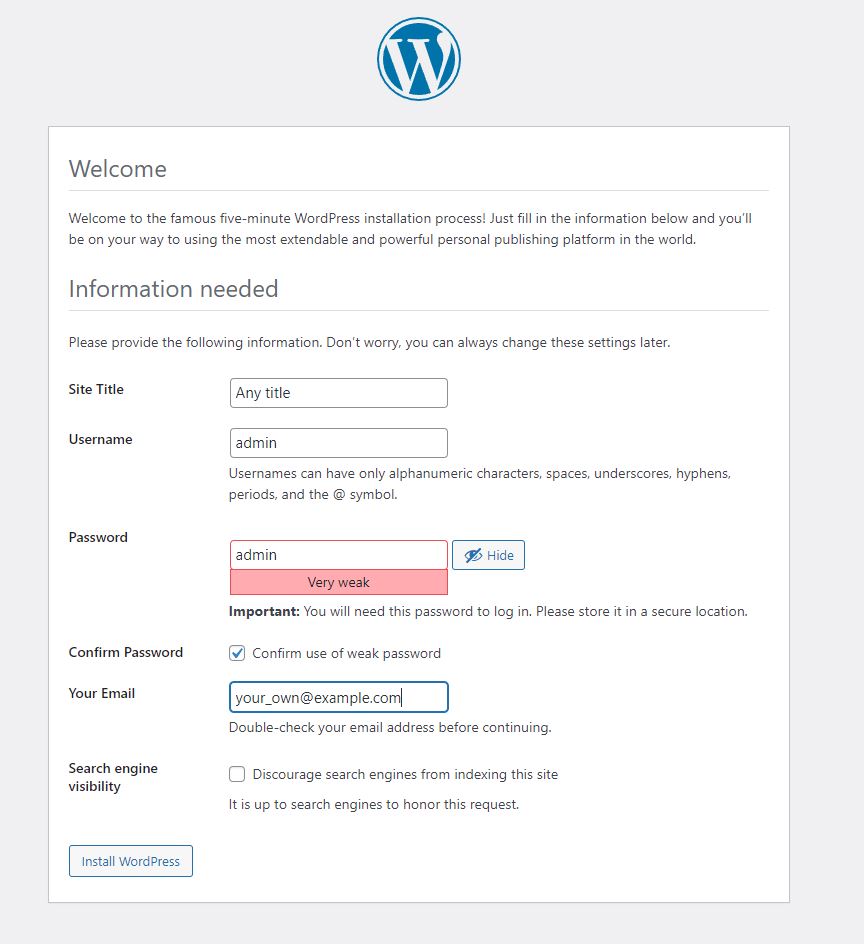 Welcome
Welcome to the famous five-minute WordPress installation process! Just fill in the information below and you’ll
be on your way to using the most extendable and powerful personal publishing platform in the world.
Information needed
Please provide the following information. Don’t worry, you can always change these settings later.
Site Title
Any title
Username
admin
Usernames can have only alphanumeric characters, spaces, underscores, hyphens,
periods, and the @ symbol.
Password
admin
Hide
Very weak
Important: You will need this password to log in. Please store it in a secure location.
Confirm Password
Confirm use of weak password
Your Email
your_own@example.com
Double-check your email address before continuing.
Search engine
visibility
Discourage search engines from indexing this site
It is up to search engines to honor this request.
Install WordPress